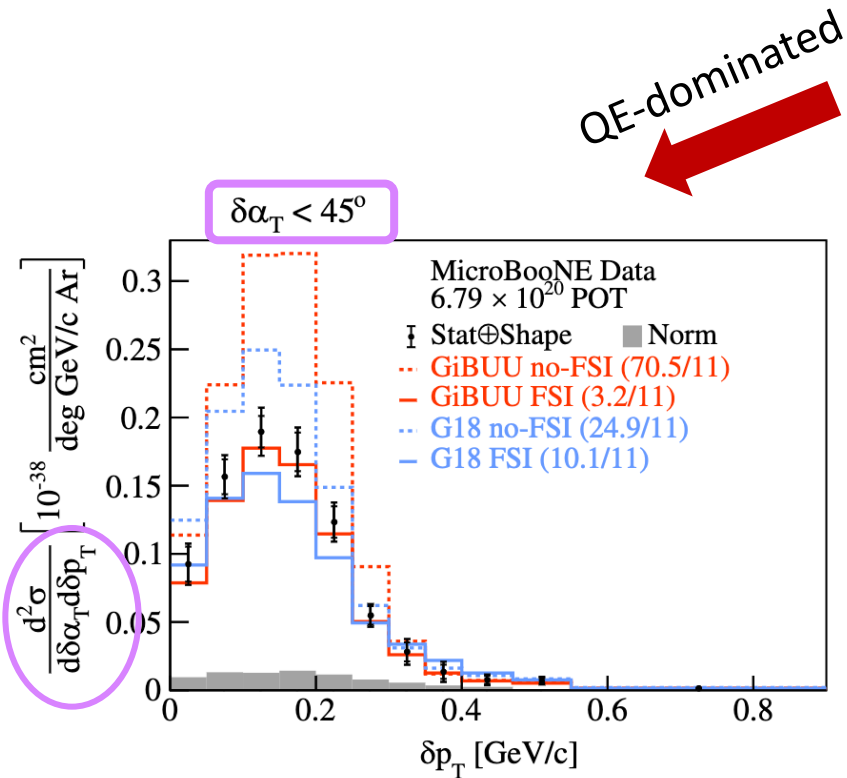 QE-dominated
δα_T < 45°
MicroBooNE Data
6.79 × 10^20 POT
Stat⊕Shape
Norm
GiBUU no-FSI (70.5/11)
GiBUU FSI (3.2/11)
G18 no-FSI (24.9/11)
G18 FSI (10.1/11)
d²σ / dδα_T dδp_T [10^-38 cm² / deg GeV/c Ar]
0.3
0.25
0.2
0.15
0.1
0.05
0
0 0.2 0.4 0.6 0.8
δp_T [GeV/c]